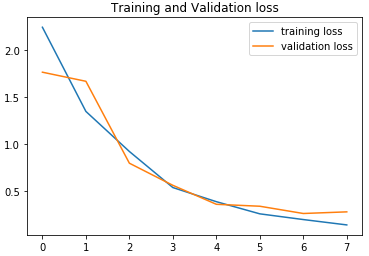 Training and Validation loss
training loss
validation loss
2.0
1.5
1.0
0.5
0 1 2 3 4 5 6 7